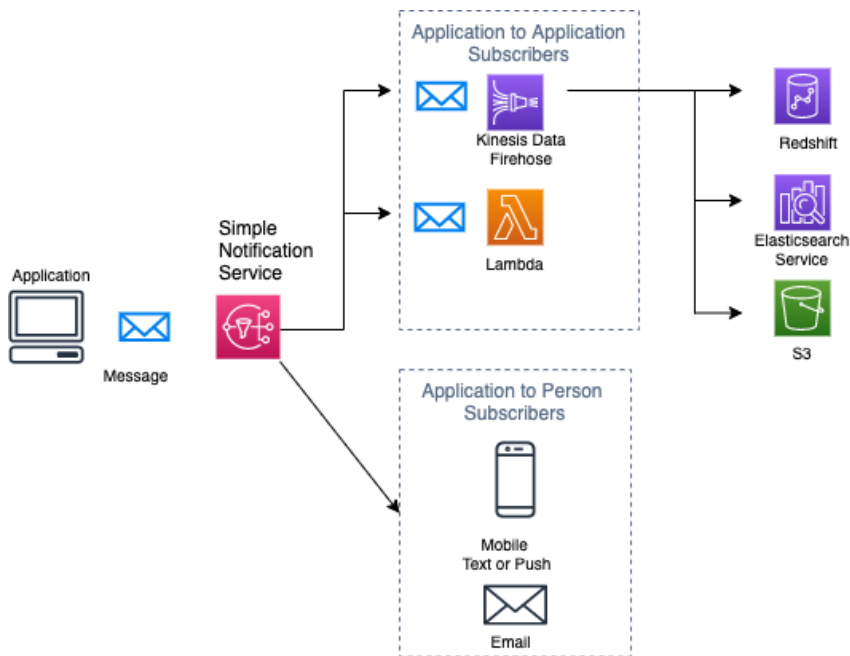 Application to Application
Subscribers
Kinesis Data
Firehose
Redshift
Simple
Notification
Service
Lambda
Elasticsearch
Service
Application
Message
S3
Application to Person
Subscribers
Mobile
Text or Push
Email